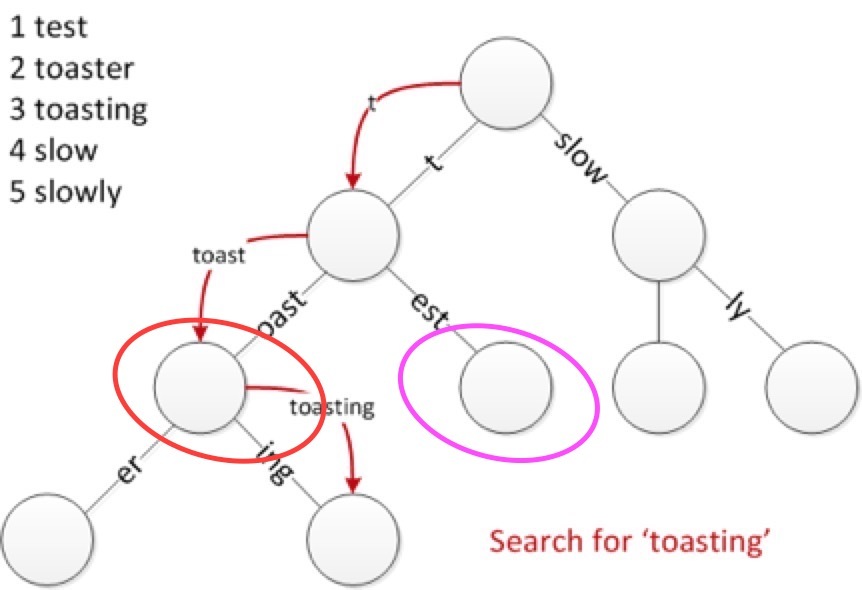 1 test
2 toaster
3 toasting
4 slow
5 slowly
t
t
slow
toast
oast
est
ly
toasting
er
ing
Search for ‘toasting’